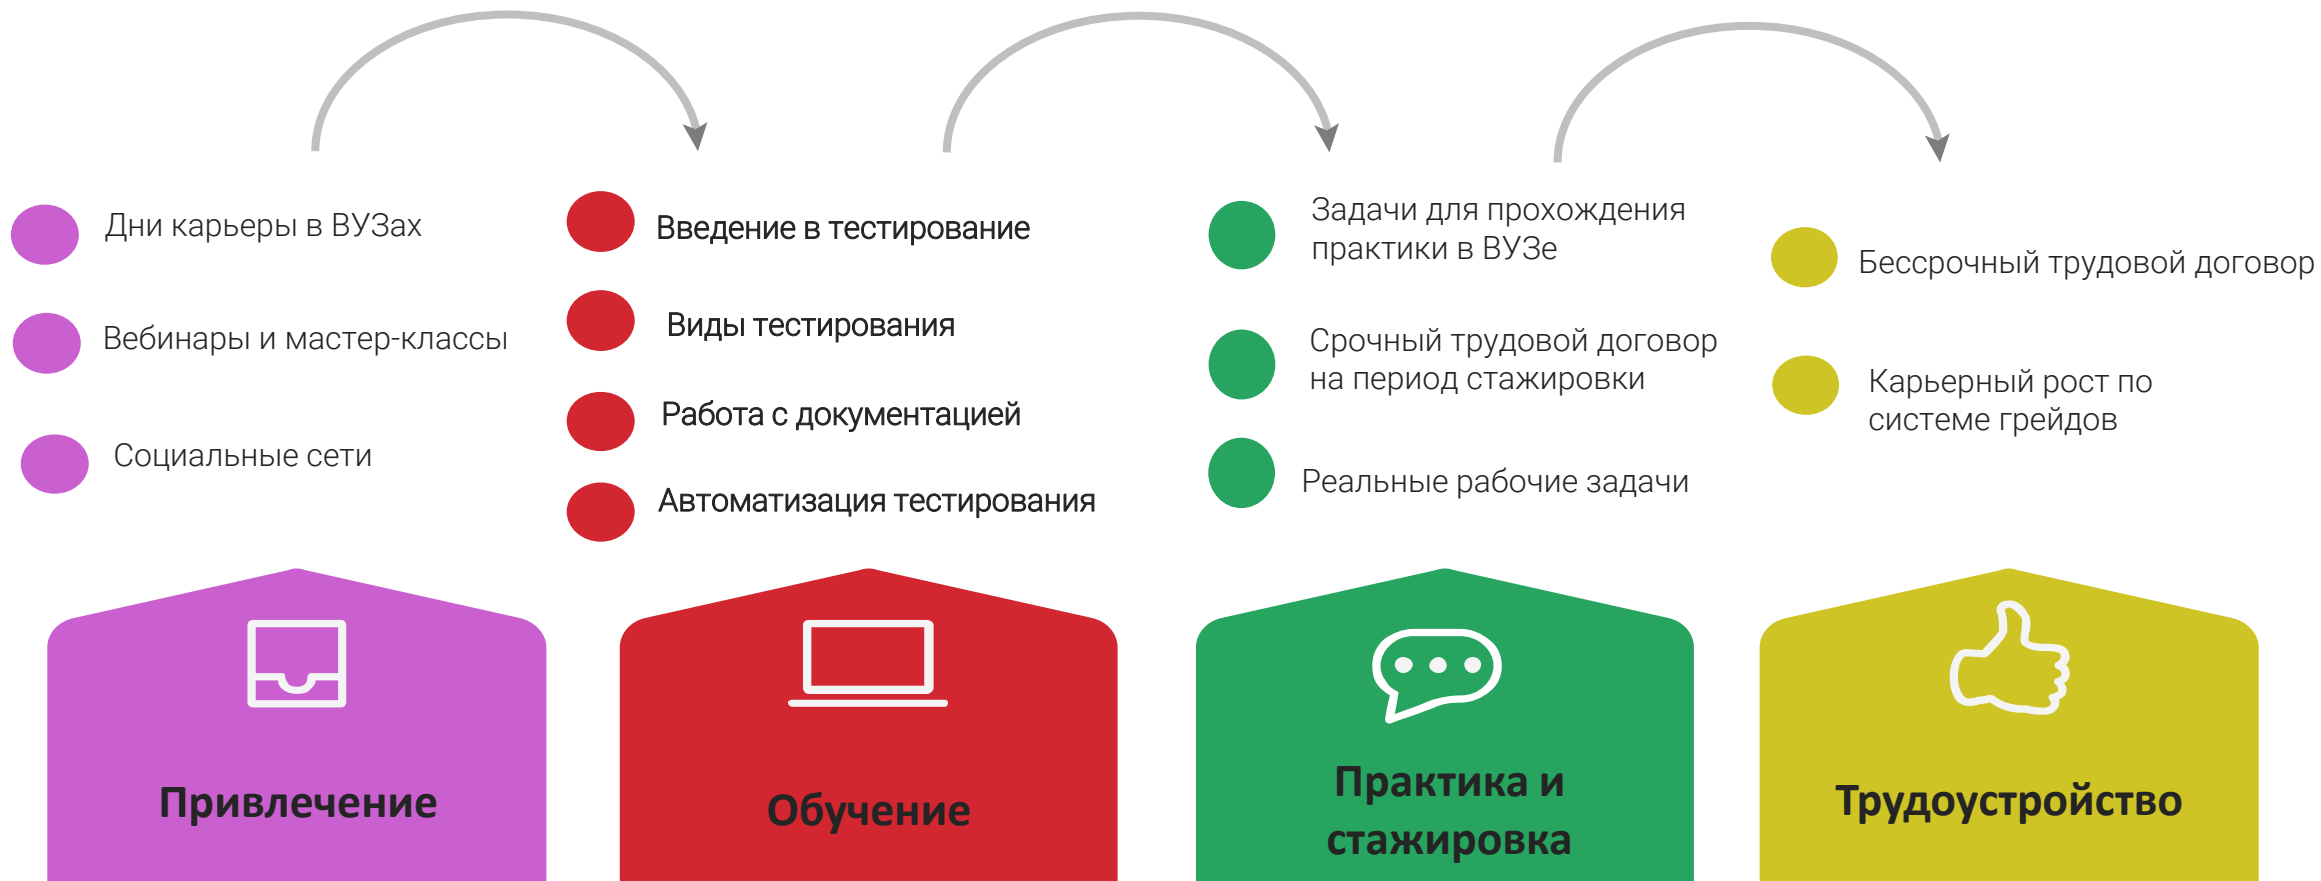 Дни карьеры в ВУЗах
Вебинары и мастер-классы
Социальные сети
Привлечение
Введение в тестирование
Виды тестирования
Работа с документацией
Автоматизация тестирования
Обучение
Задачи для прохождения
практики в ВУЗе
Срочный трудовой договор
на период стажировки
Реальные рабочие задачи
Практика и
стажировка
Бессрочный трудовой договор
Карьерный рост по
системе грейдов
Трудоустройство